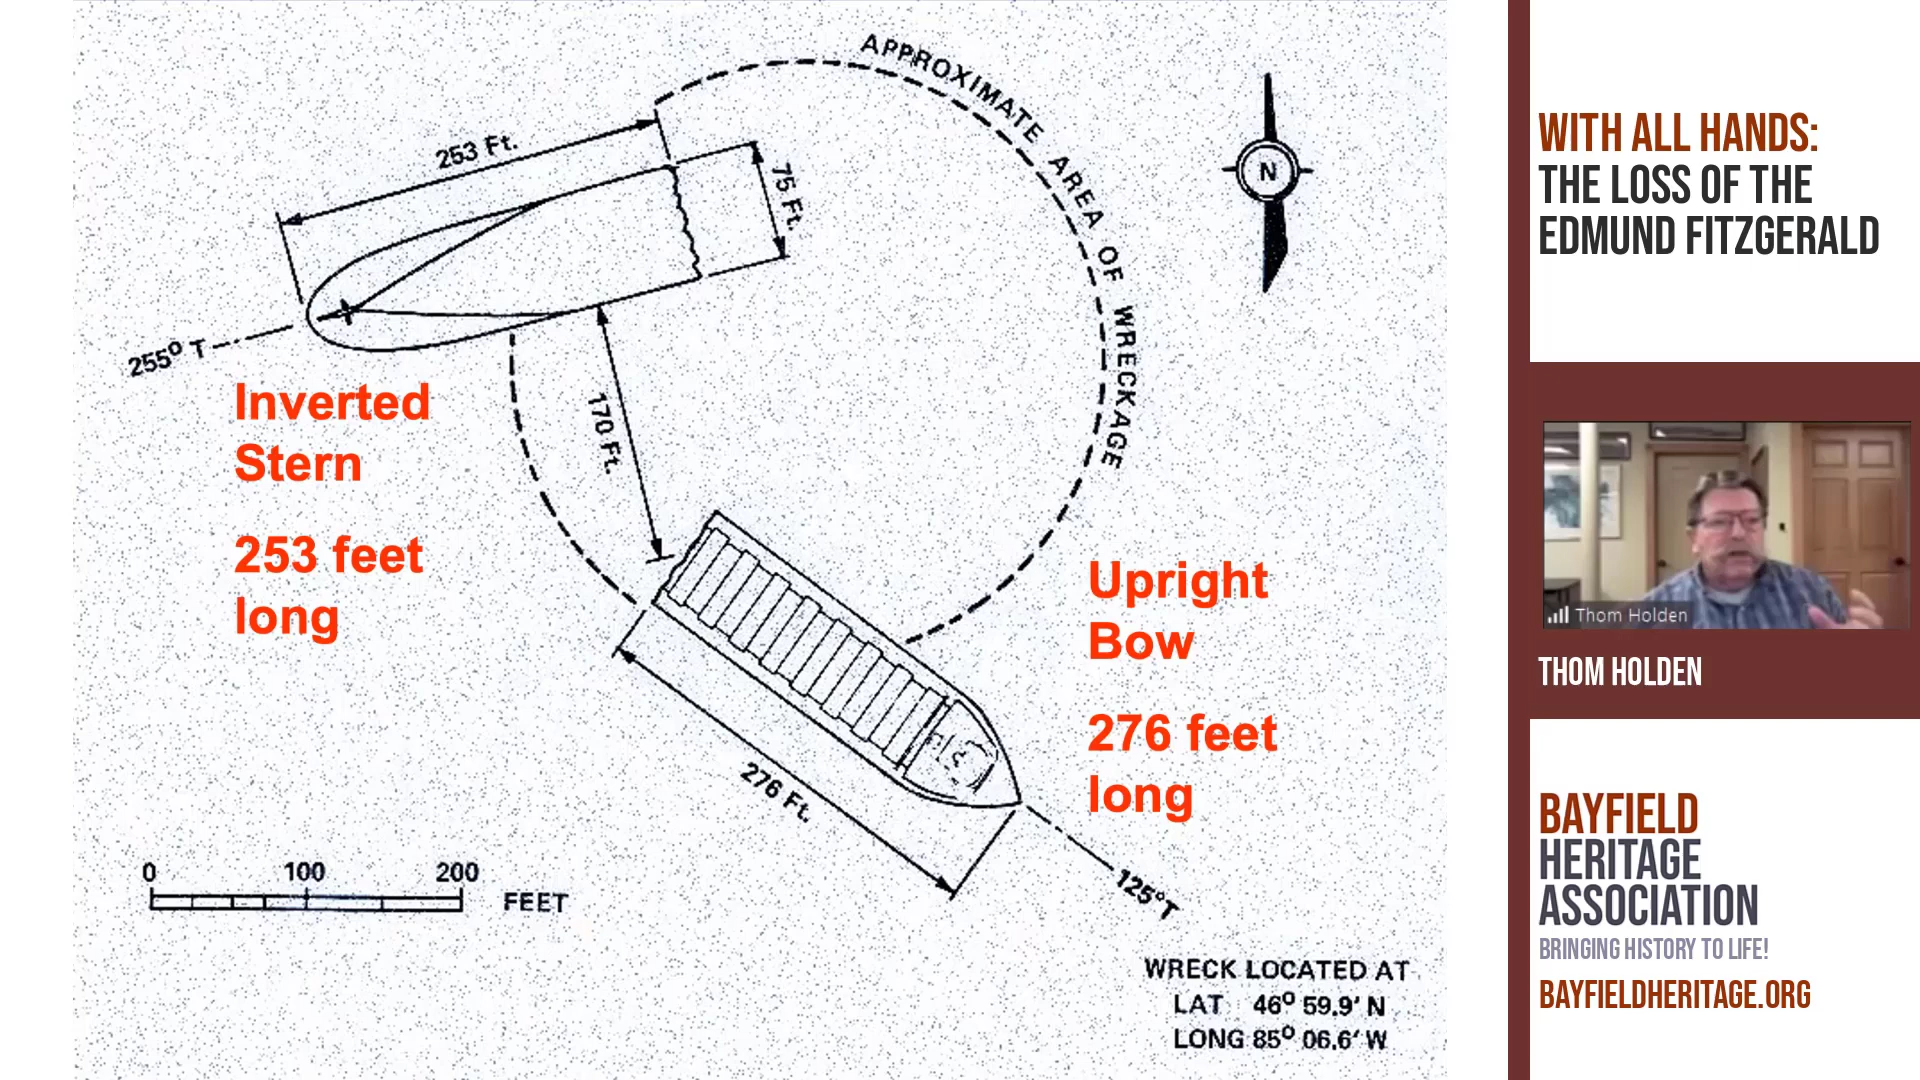 APPROXIMATE AREA OF WRECKAGE
253 Ft.
75 Ft.
N
255° T
170 Ft.
Inverted
Stern
253 feet
long
Upright
Bow
276 feet
long
276 Ft.
125°T
0 100 200
FEET
WRECK LOCATED AT
LAT 46° 59.9' N
LONG 85° 06.6' W
WITH ALL HANDS:
THE LOSS OF THE
EDMUND FITZGERALD
Thom Holden
THOM HOLDEN
BAYFIELD
HERITAGE
ASSOCIATION
BRINGING HISTORY TO LIFE!
BAYFIELDHERITAGE.ORG